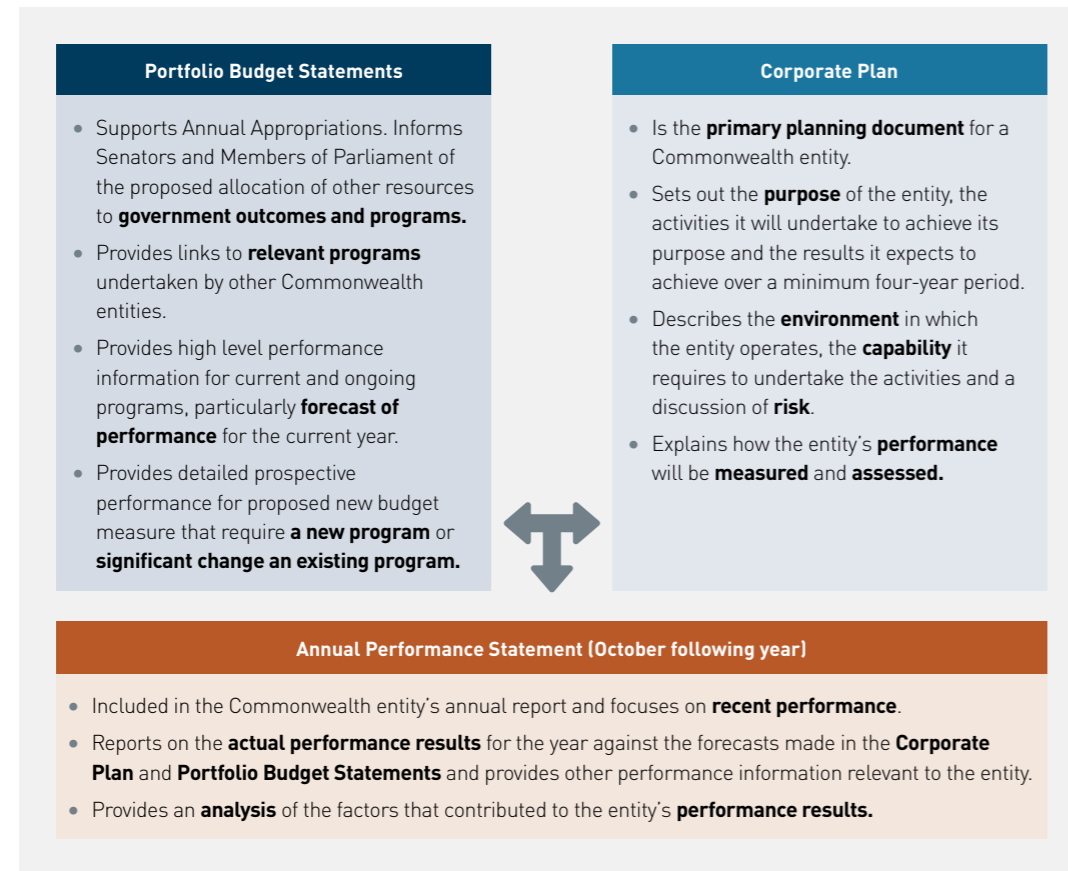 Portfolio Budget Statements
• Supports Annual Appropriations. Informs
Senators and Members of Parliament of
the proposed allocation of other resources
to government outcomes and programs.
• Provides links to relevant programs
undertaken by other Commonwealth
entities.
• Provides high level performance
information for current and ongoing
programs, particularly forecast of
performance for the current year.
• Provides detailed prospective
performance for proposed new budget
measure that require a new program or
significant change an existing program.
Corporate Plan
• Is the primary planning document for a
Commonwealth entity.
• Sets out the purpose of the entity, the
activities it will undertake to achieve its
purpose and the results it expects to
achieve over a minimum four-year period.
• Describes the environment in which
the entity operates, the capability it
requires to undertake the activities and a
discussion of risk.
• Explains how the entity's performance
will be measured and assessed.
Annual Performance Statement (October following year)
• Included in the Commonwealth entity's annual report and focuses on recent performance.
• Reports on the actual performance results for the year against the forecasts made in the Corporate
Plan and Portfolio Budget Statements and provides other performance information relevant to the entity.
• Provides an analysis of the factors that contributed to the entity's performance results.